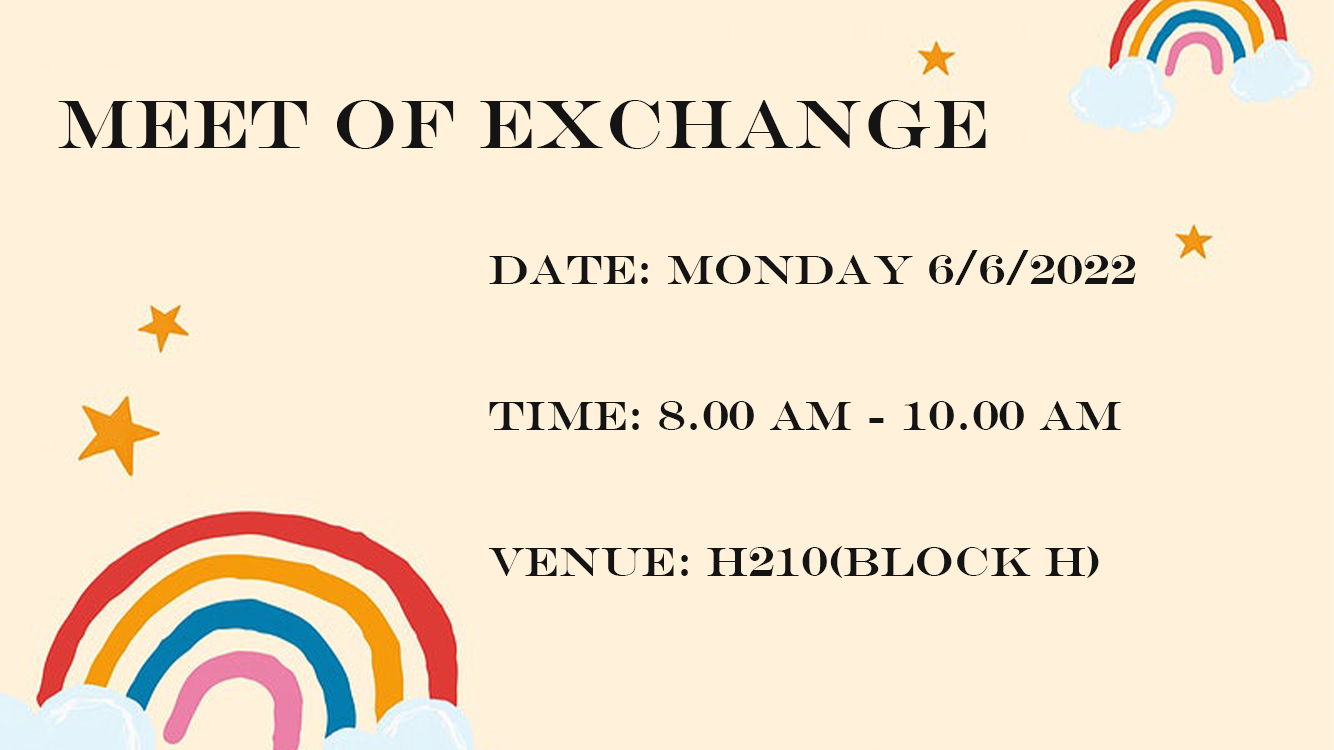 MEET OF EXCHANGE
DATE: MONDAY 6/6/2022
TIME: 8.00 AM - 10.00 AM
VENUE: H210(BLOCK H)